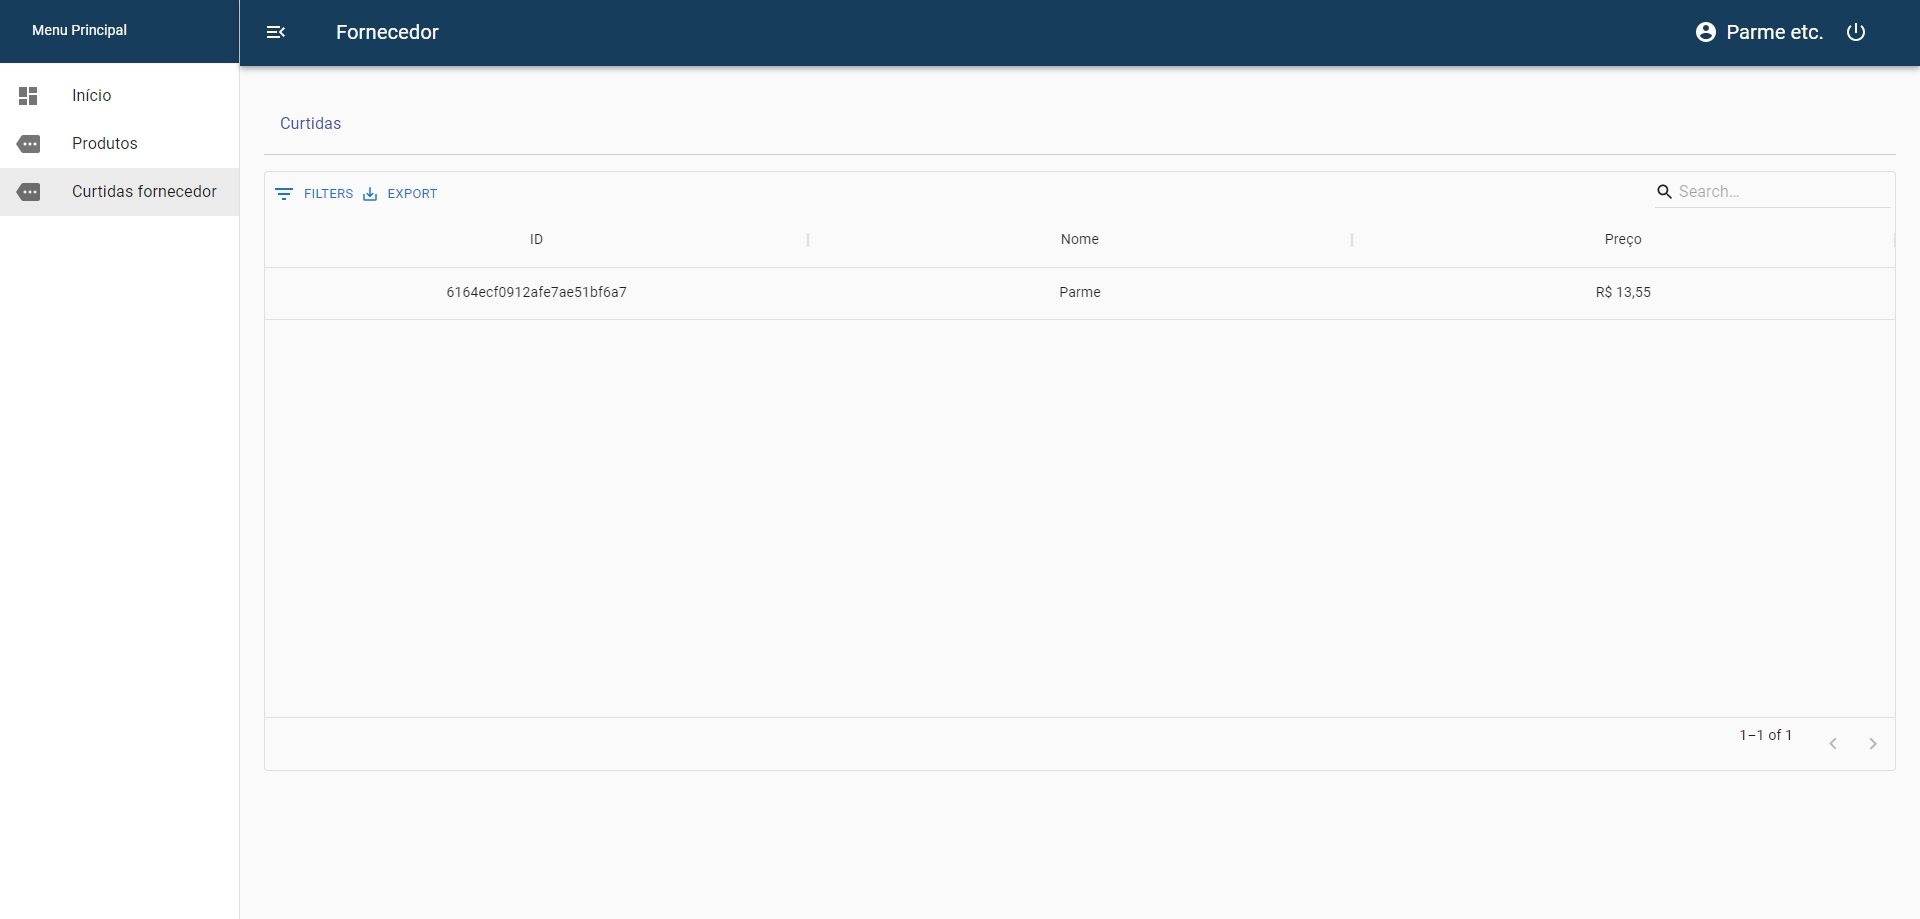 Menu Principal
Fornecedor
Parme etc.
Início
Produtos
Curtidas fornecedor
Curtidas
FILTERS
EXPORT
Search…
ID
Nome
Preço
6164ecf0912afe7ae51bf6a7
Parme
R$ 13,55
1–1 of 1